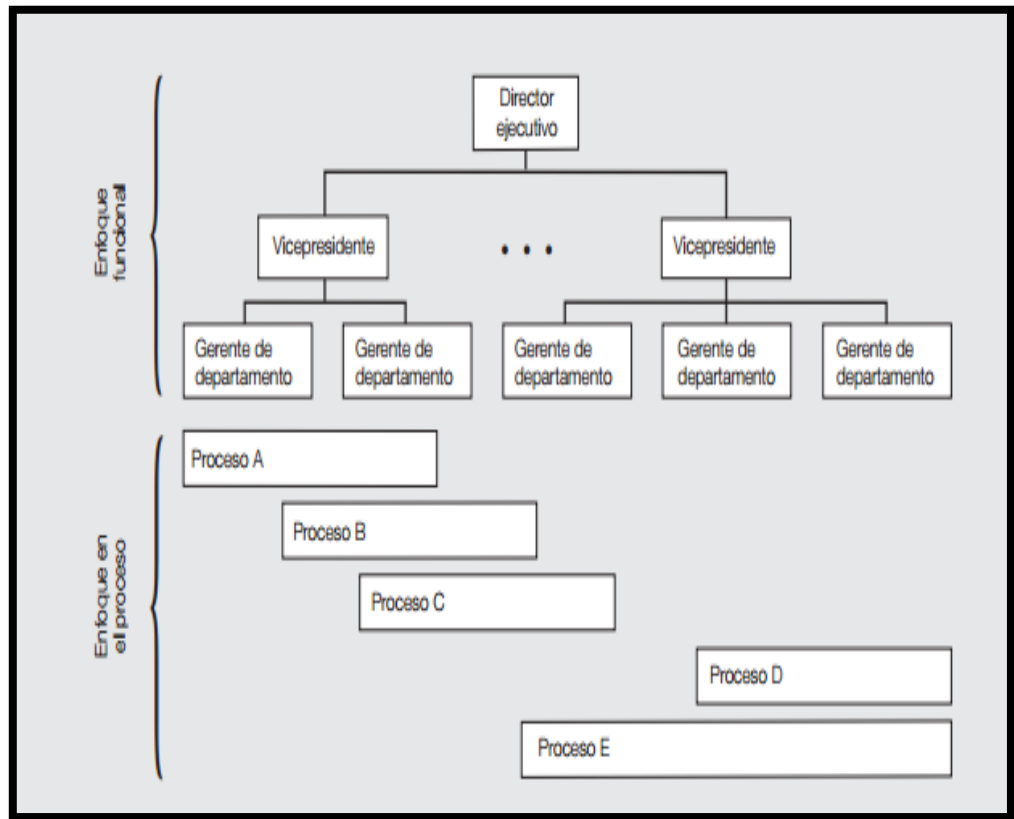 Enfoque
funcional
Director
ejecutivo
Vicepresidente
Vicepresidente
Gerente de
departamento
Gerente de
departamento
Gerente de
departamento
Gerente de
departamento
Gerente de
departamento
Enfoque en
el proceso
Proceso A
Proceso B
Proceso C
Proceso D
Proceso E